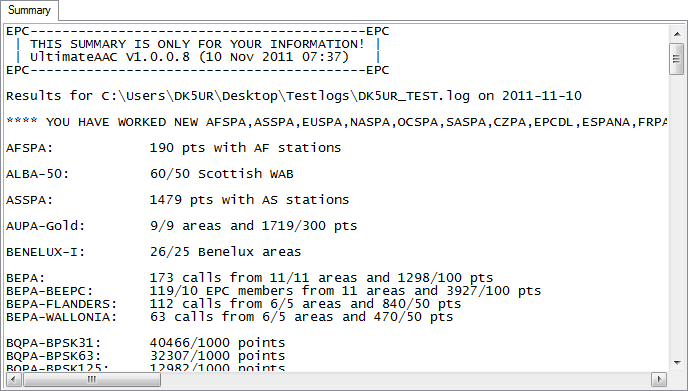 Summary
EPC------------------------------------------EPC
| THIS SUMMARY IS ONLY FOR YOUR INFORMATION! |
| UltimateAAC V1.0.0.8 (10 Nov 2011 07:37) |
EPC------------------------------------------EPC
Results for C:\Users\DK5UR\Desktop\Testlogs\DK5UR_TEST.log on 2011-11-10
**** YOU HAVE WORKED NEW AFSPA,ASSPA,EUSPA,NASPA,OCSPA,SASPA,CZPA,EPCDL,ESPANA,FRPA
AFSPA: 190 pts with AF stations
ALBA-50: 60/50 Scottish WAB
ASSPA: 1479 pts with AS stations
AUPA-Gold: 9/9 areas and 1719/300 pts
BENELUX-I: 26/25 Benelux areas
BEPA: 173 calls from 11/11 areas and 1298/100 pts
BEPA-BEEPC: 119/10 EPC members from 11 areas and 3927/100 pts
BEPA-FLANDERS: 112 calls from 6/5 areas and 840/50 pts
BEPA-WALLONIA: 63 calls from 6/5 areas and 470/50 pts
BQPA-BPSK31: 40466/1000 points
BQPA-BPSK63: 32307/1000 points
BQPA-BPSK125: 12982/1000 points